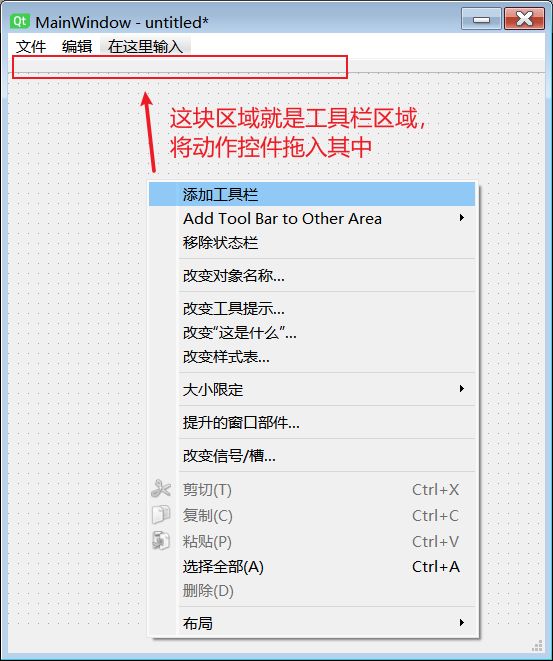 Qt MainWindow - untitled*
文件 编辑 在这里输入
这块区域就是工具栏区域，
将动作控件拖入其中
添加工具栏
Add Tool Bar to Other Area
移除状态栏
改变对象名称...
改变工具提示...
改变“这是什么”...
改变样式表...
大小限定
提升的窗口部件...
改变信号/槽...
剪切(T) Ctrl+X
复制(C) Ctrl+C
粘贴(P) Ctrl+V
选择全部(A) Ctrl+A
删除(D)
布局